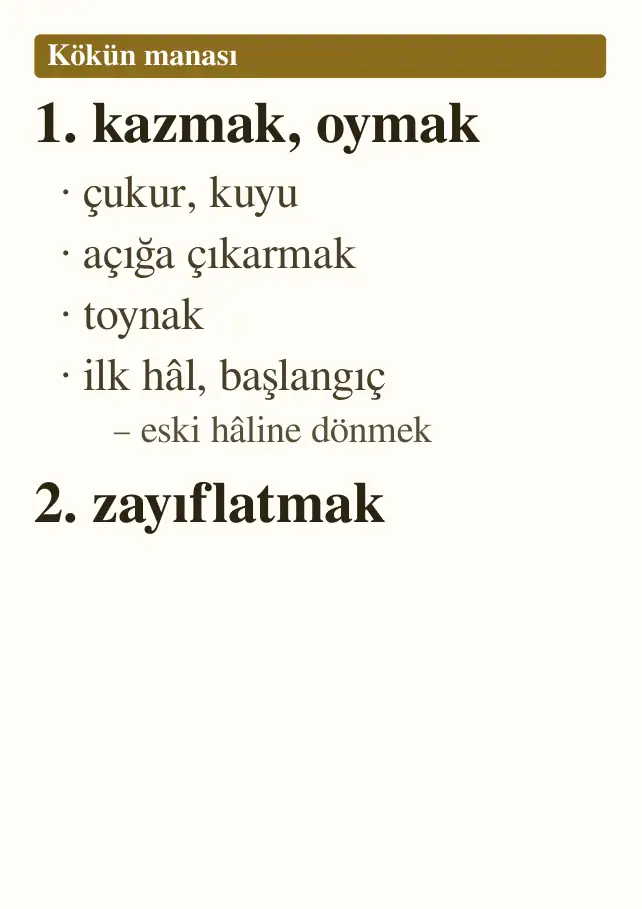 Kökün manası
1. kazmak, oymak
· çukur, kuyu
· açığa çıkarmak
· toynak
· ilk hâl, başlangıç
– eski hâline dönmek
2. zayıflatmak